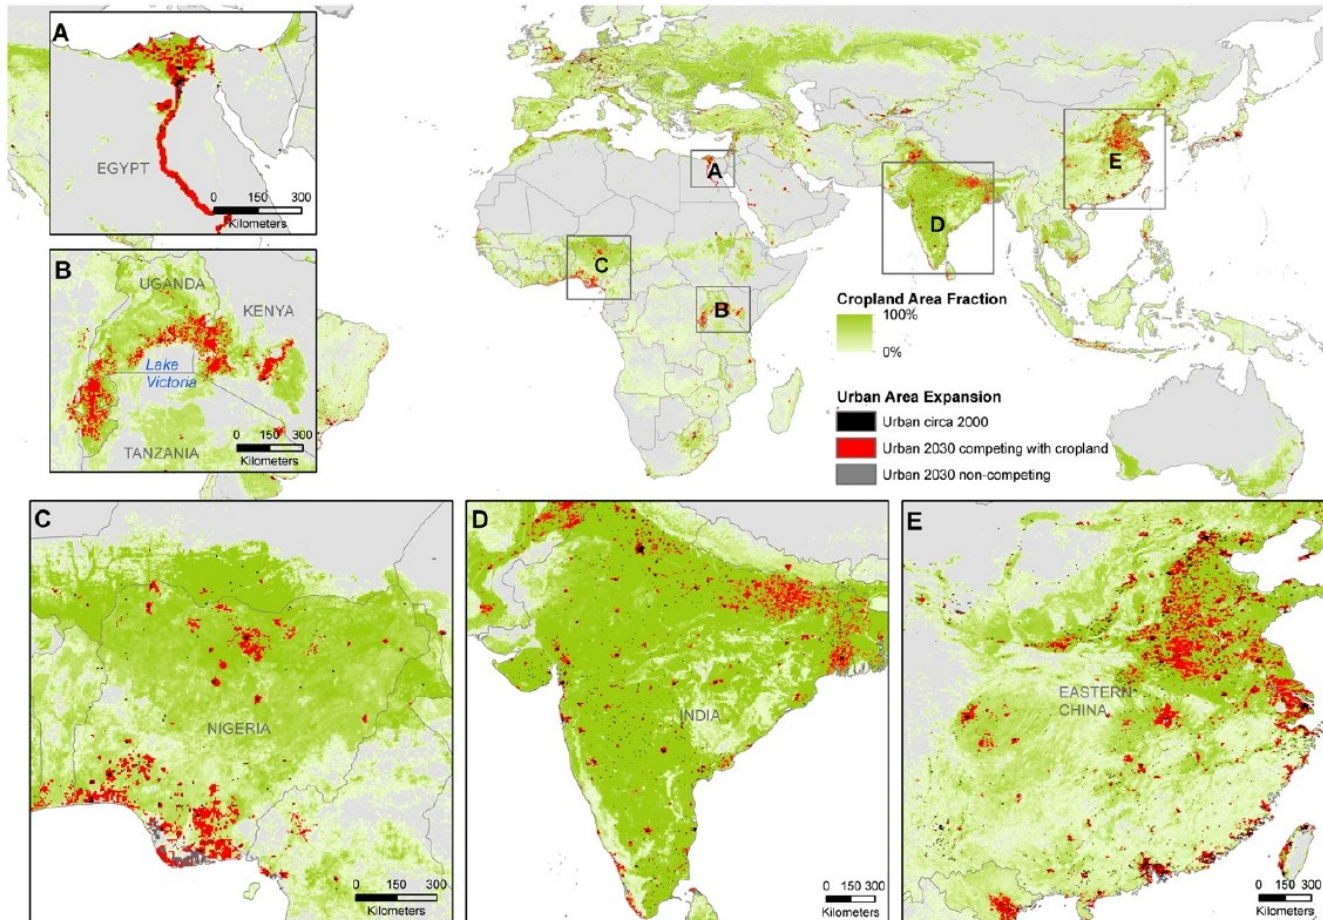 A
EGYPT
0 150 300
Kilometers
B
UGANDA
KENYA
Lake
Victoria
TANZANIA
0 150 300
Kilometers
A
B
C
D
E
Cropland Area Fraction
100%
0%
Urban Area Expansion
Urban circa 2000
Urban 2030 competing with cropland
Urban 2030 non-competing
C
NIGERIA
0 150 300
Kilometers
D
INDIA
0 150 300
Kilometers
E
EASTERN
CHINA
0 150 300
Kilometers